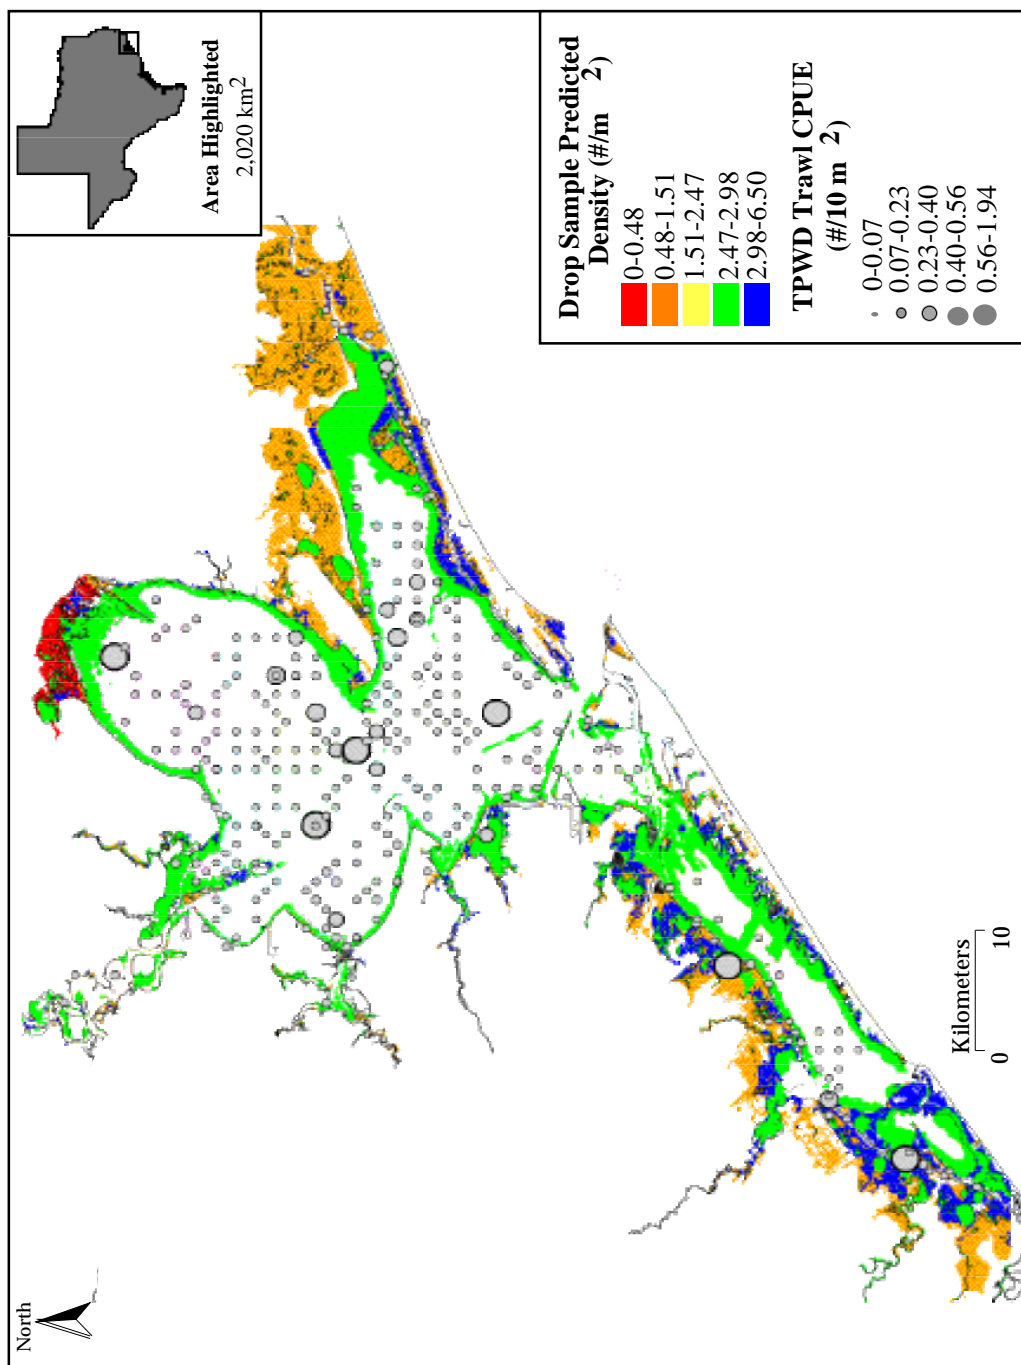 North
Area Highlighted
2,020 km2
Drop Sample Predicted
Density (#/m 2)
0-0.48
0.48-1.51
1.51-2.47
2.47-2.98
2.98-6.50
TPWD Trawl CPUE
(#/10 m 2)
0-0.07
0.07-0.23
0.23-0.40
0.40-0.56
0.56-1.94
Kilometers
0 10